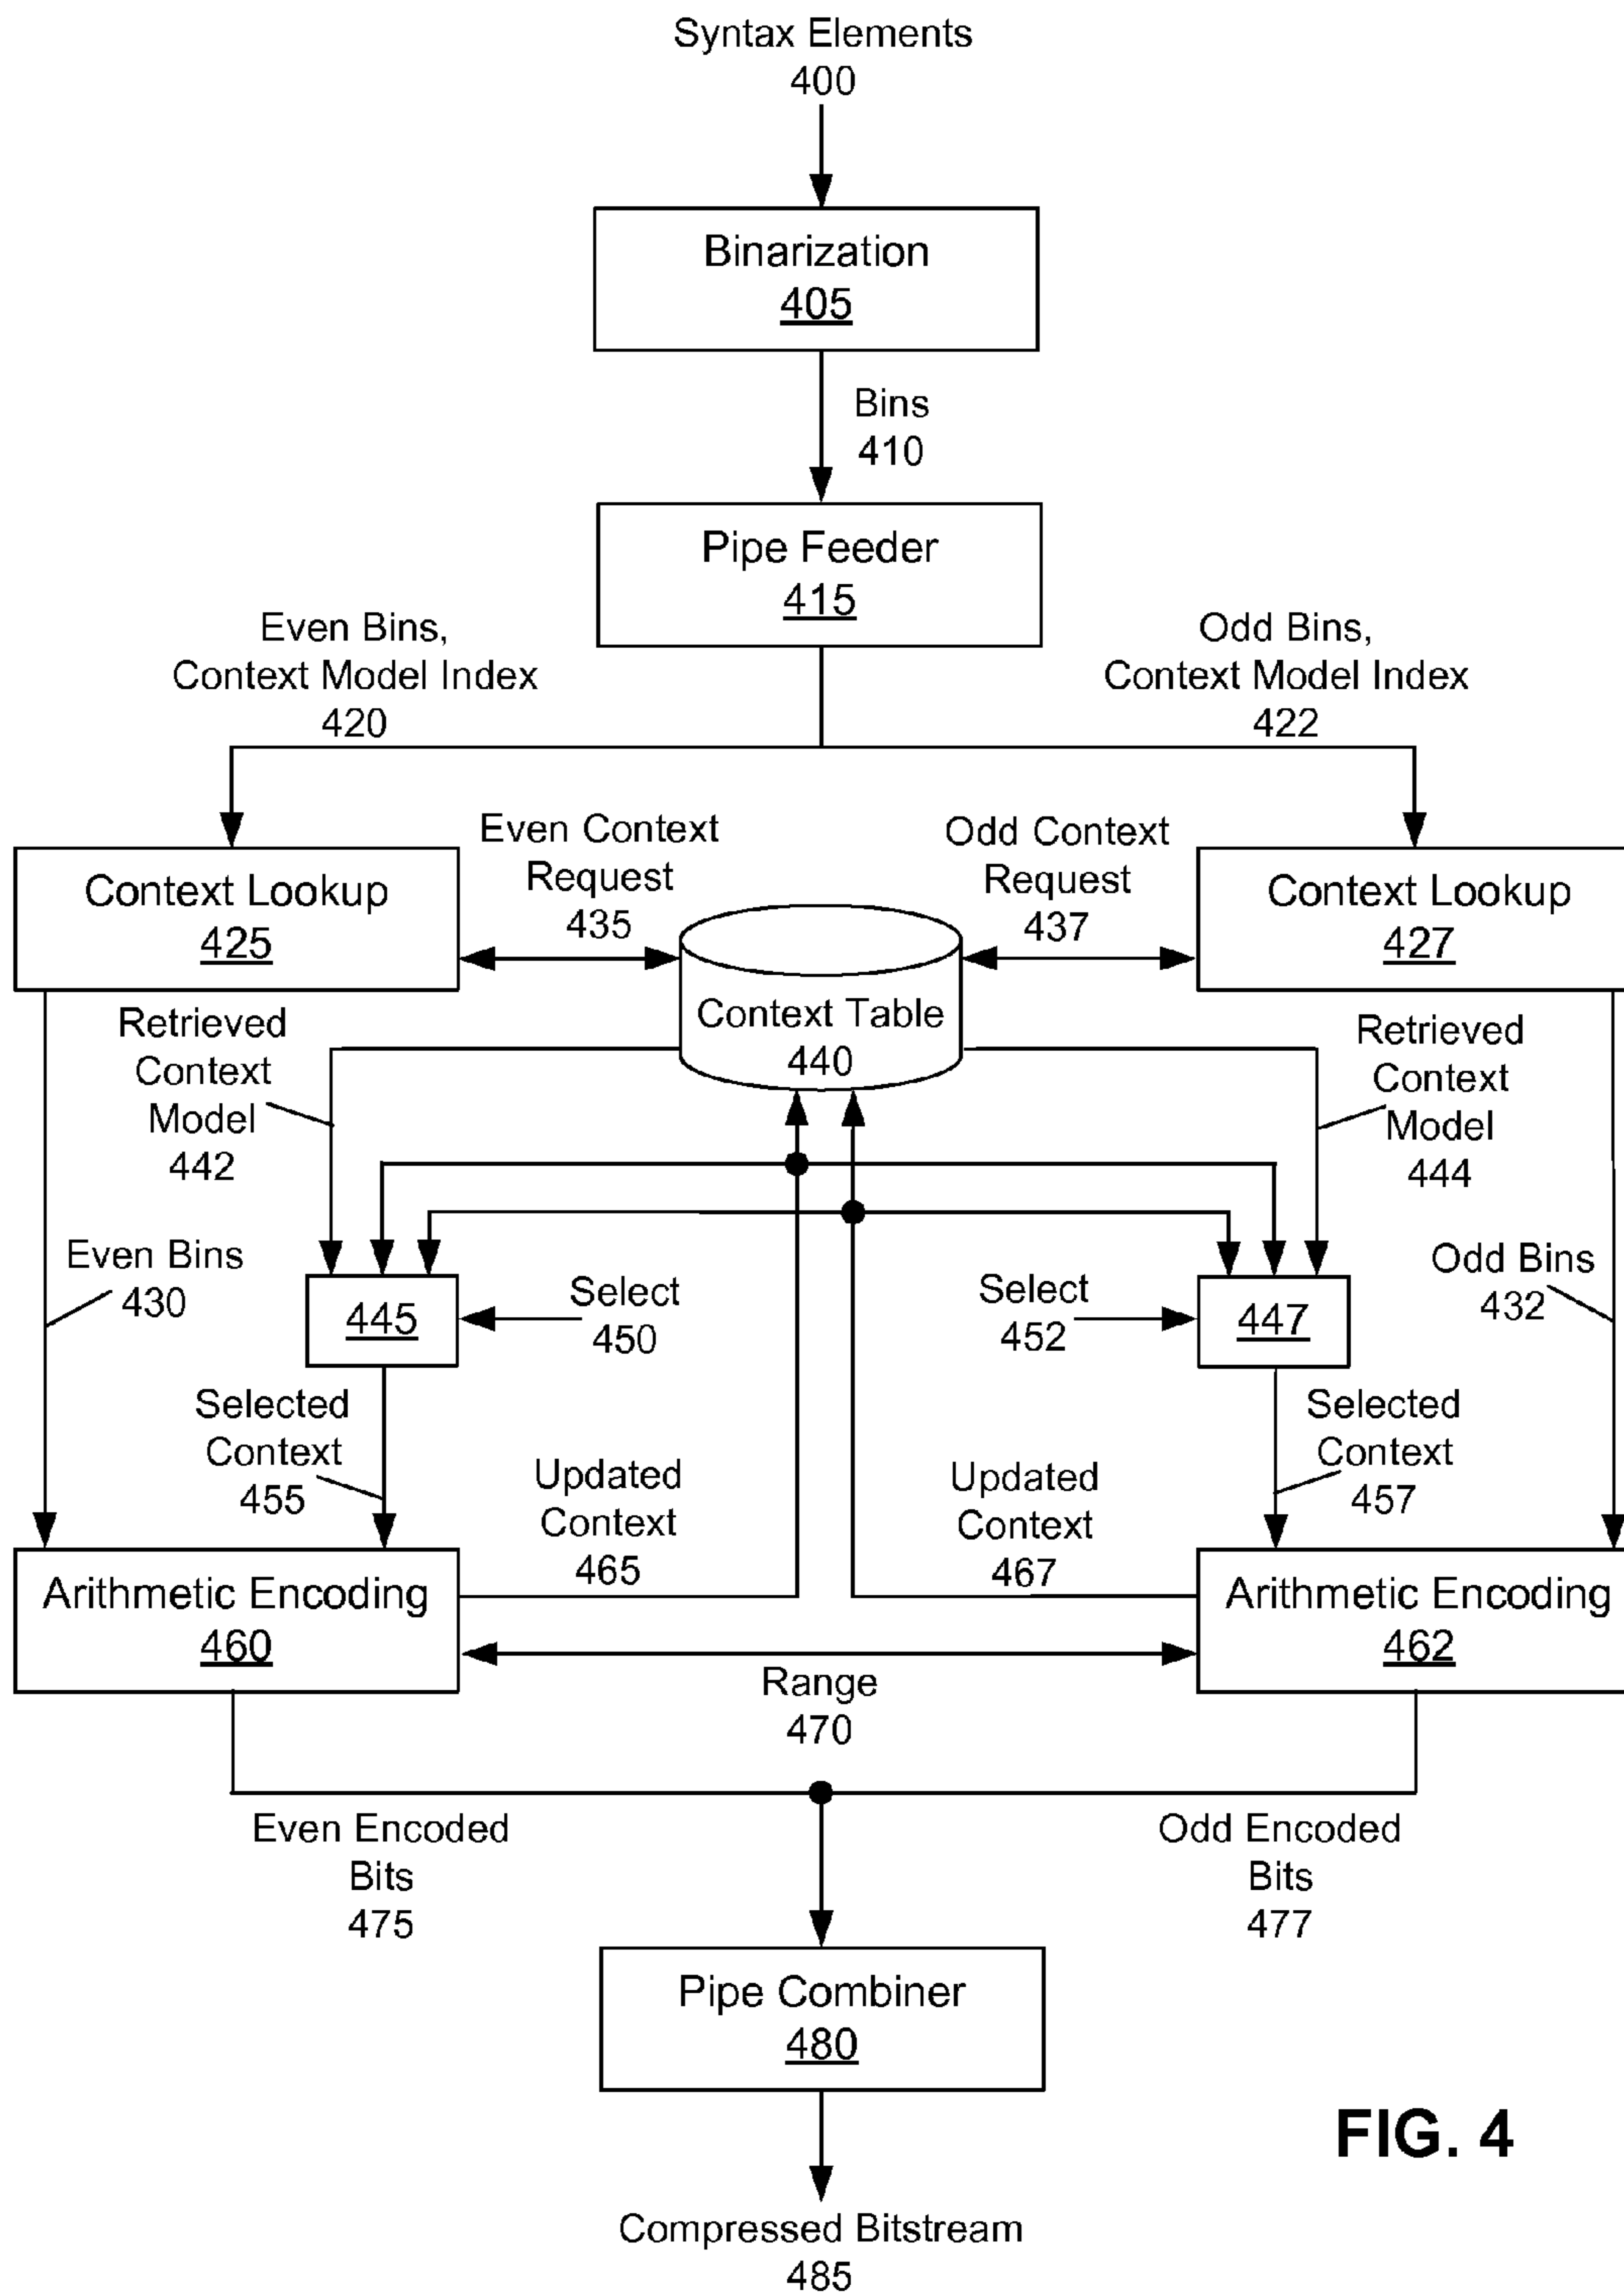 Syntax Elements
400
Binarization
405
Bins
410
Pipe Feeder
415
Even Bins,
Context Model Index
420
Odd Bins,
Context Model Index
422
Context Lookup
425
Even Context
Request
435
Odd Context
Request
437
Context Lookup
427
Context Table
440
Retrieved
Context
Model
442
Retrieved
Context
Model
444
Even Bins
430
445
Select
450
Select
452
447
Odd Bins
432
Selected
Context
455
Updated
Context
465
Updated
Context
467
Selected
Context
457
Arithmetic Encoding
460
Arithmetic Encoding
462
Range
470
Even Encoded
Bits
475
Odd Encoded
Bits
477
Pipe Combiner
480
FIG. 4
Compressed Bitstream
485